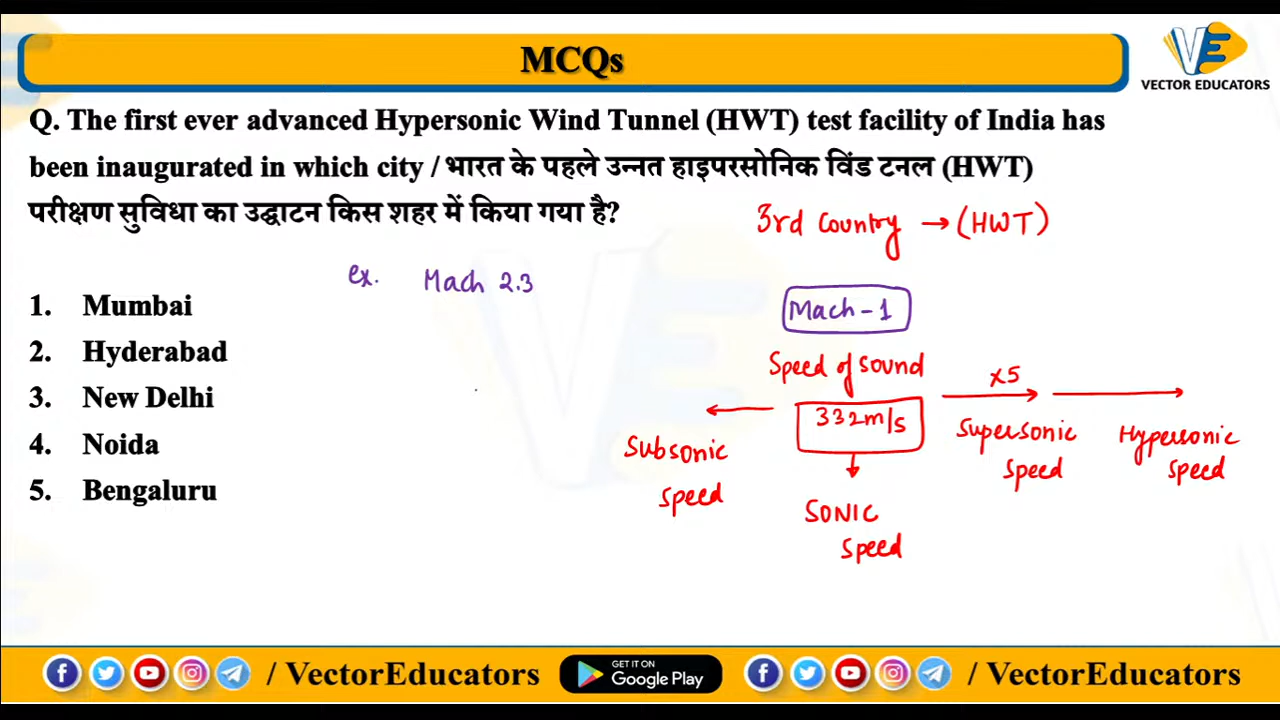 MCQs
VECTOR EDUCATORS
Q. The first ever advanced Hypersonic Wind Tunnel (HWT) test facility of India has
been inaugurated in which city / भारत के पहले उन्नत हाइपरसोनिक विंड टनल (HWT)
परीक्षण सुविधा का उद्घाटन किस शहर में किया गया है?
3rd Country → (HWT)
ex. Mach 2.3
1. Mumbai
2. Hyderabad
3. New Delhi
4. Noida
5. Bengaluru
Mach-1
Speed of sound
332m/s
x5
Subsonic
speed
SONIC
speed
Supersonic
speed
Hypersonic
speed
/ VectorEducators
GET IT ON
Google Play
/ VectorEducators